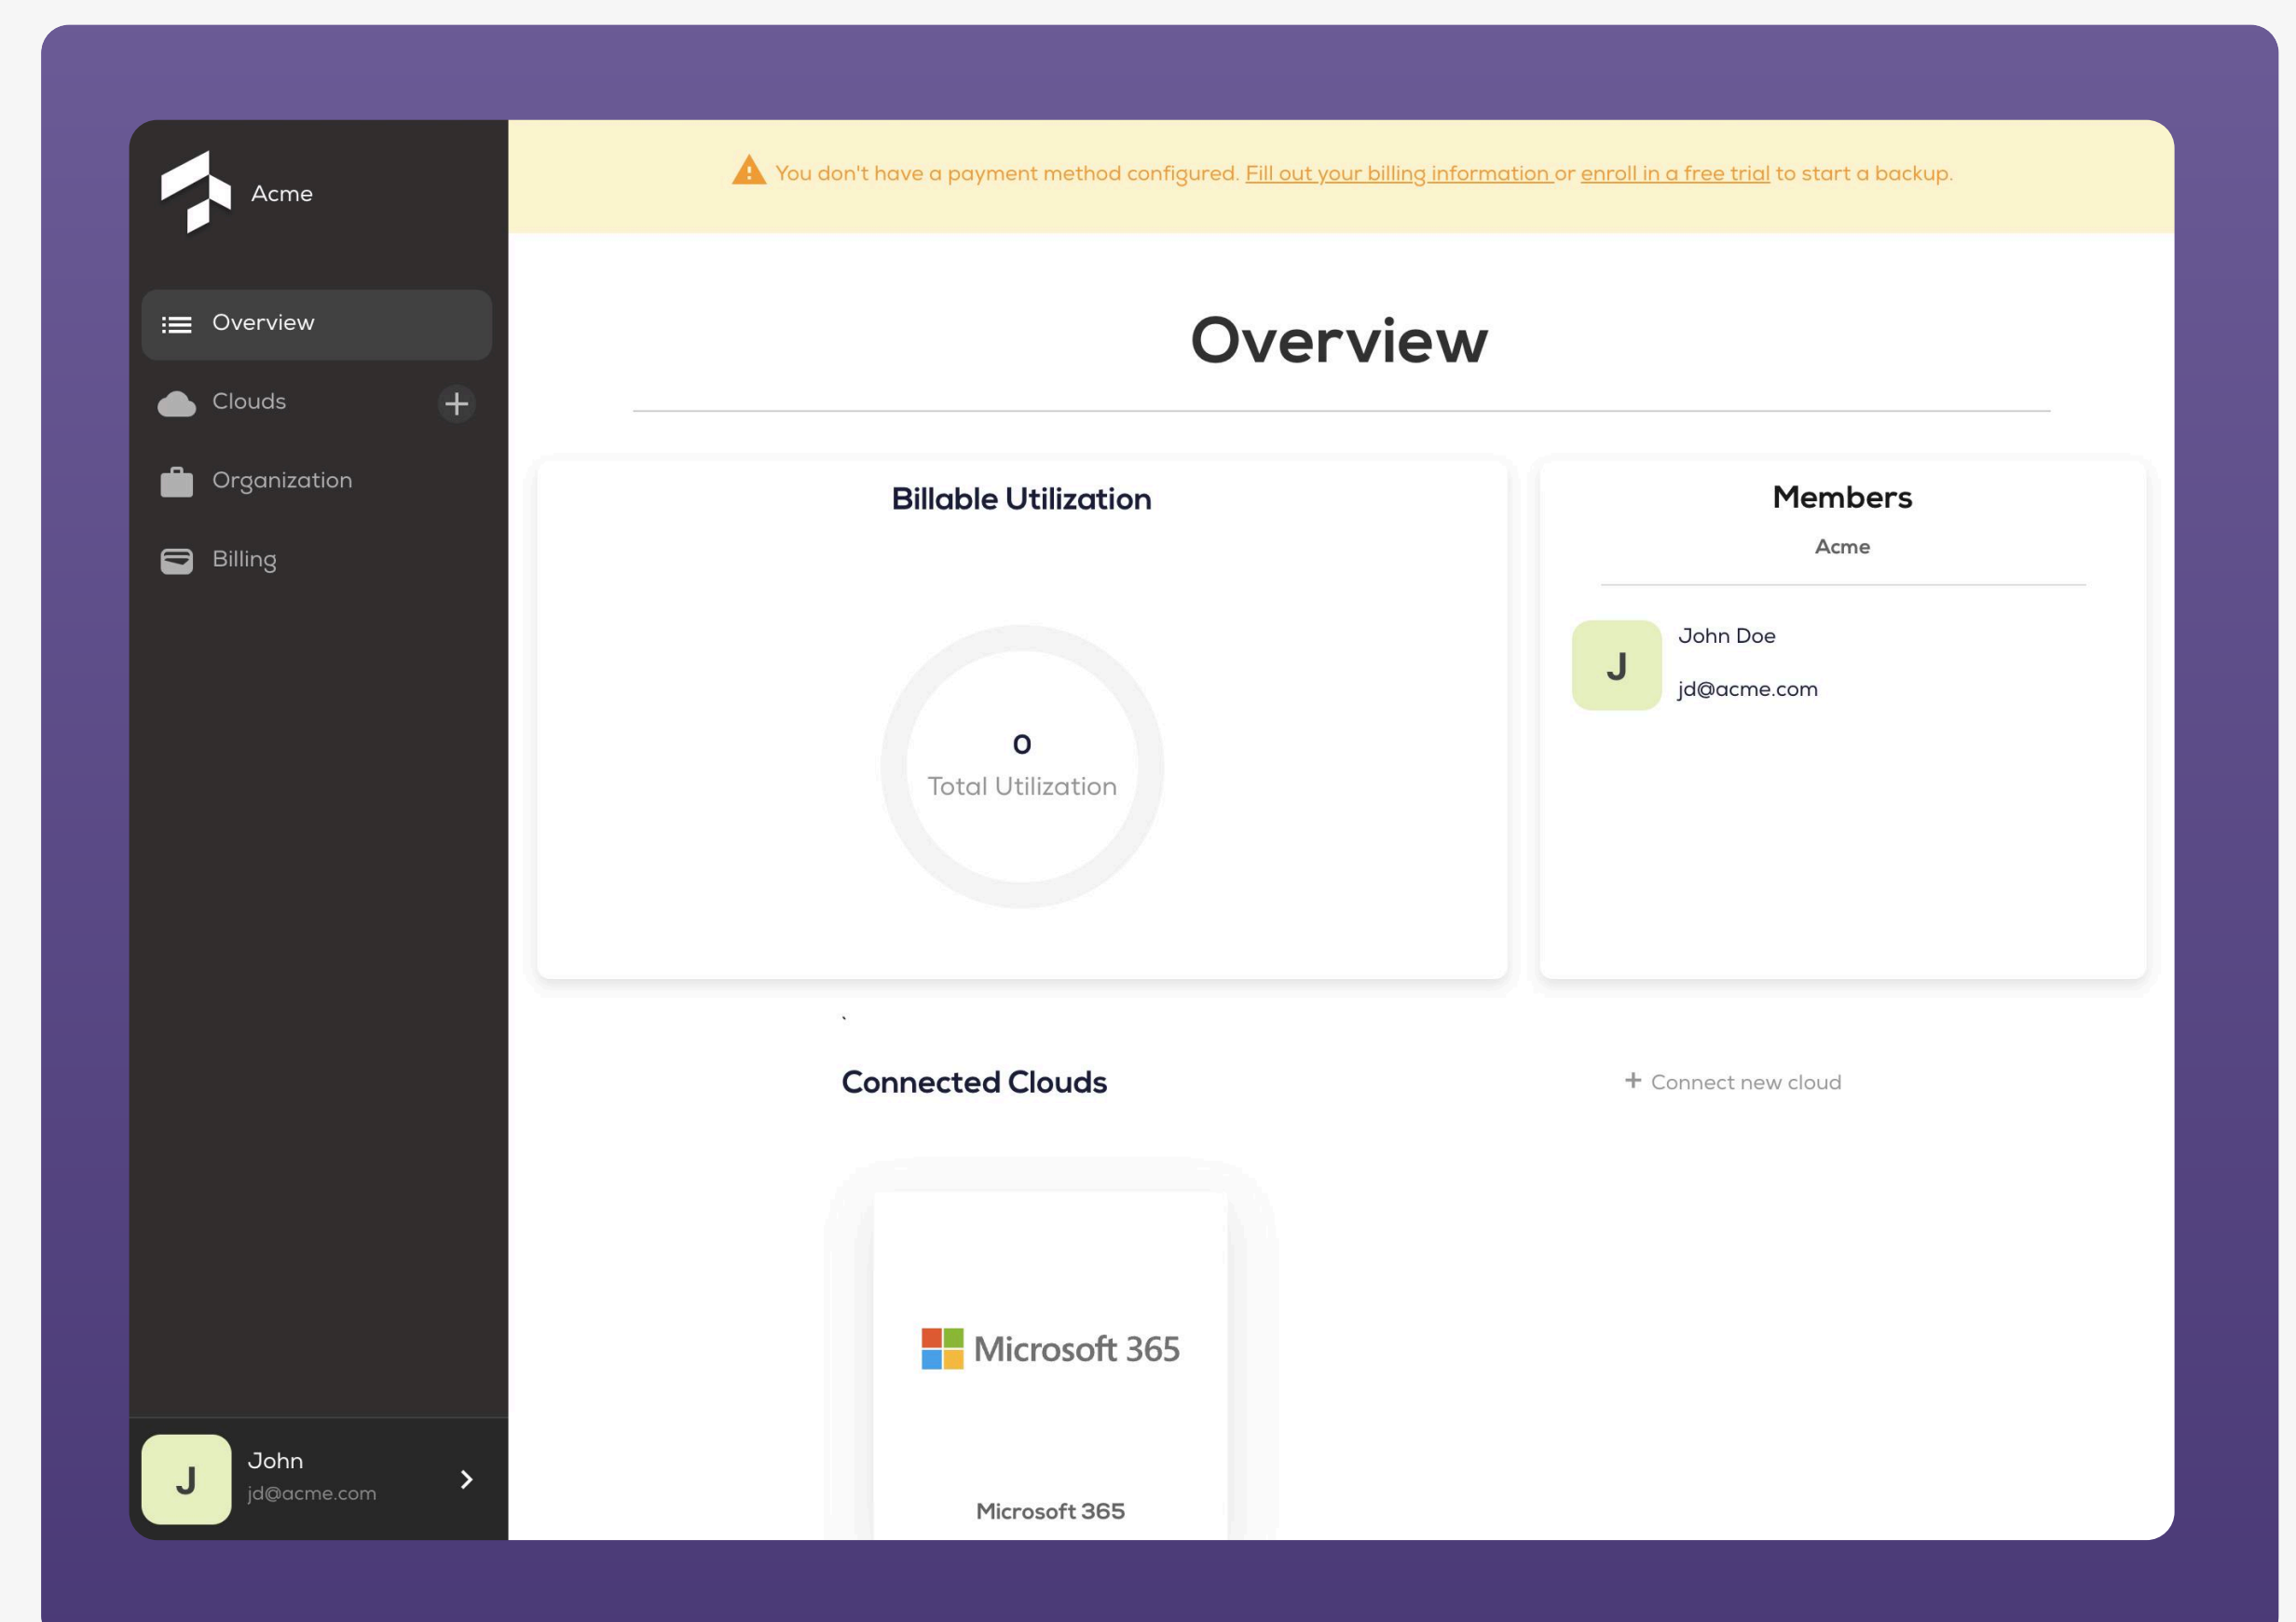 Acme
You don't have a payment method configured. Fill out your billing information or enroll in a free trial to start a backup.
Overview
Clouds
Organization
Billing
Overview
Billable Utilization
0
Total Utilization
Members
Acme
J
John Doe
jd@acme.com
`
Connected Clouds
+ Connect new cloud
Microsoft 365
Microsoft 365
J
John
jd@acme.com